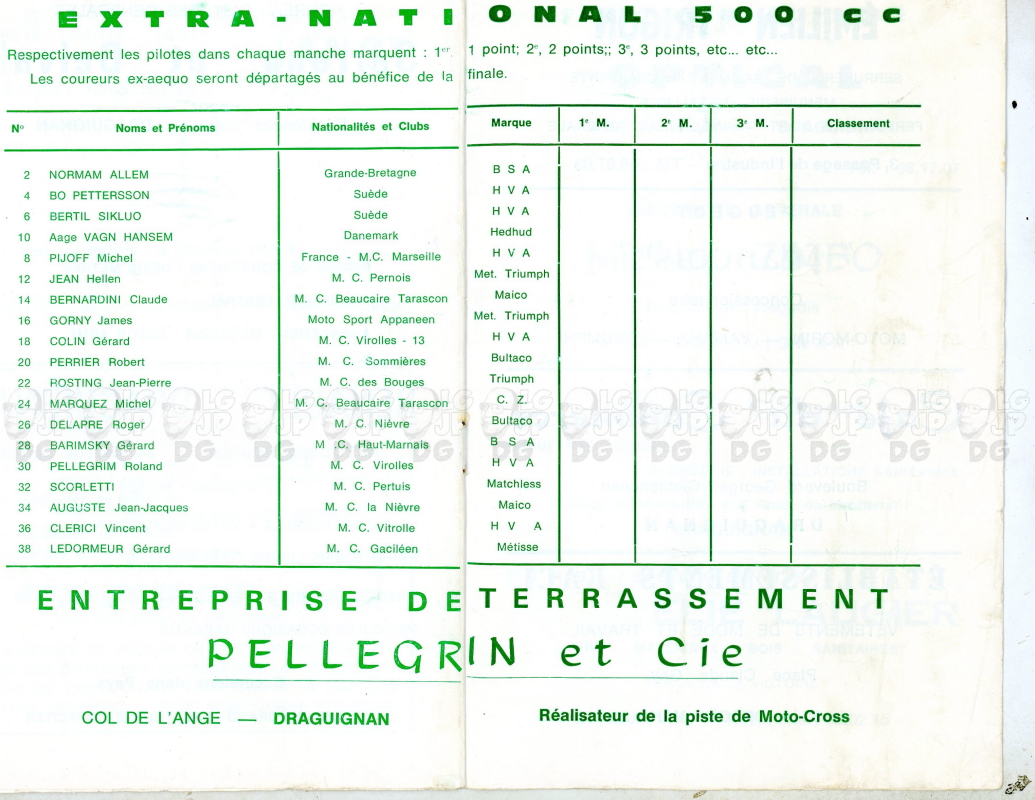 EXTRA-NATIONAL 500 cc
Respectivement les pilotes dans chaque manche marquent : 1er 1 point; 2e, 2 points;; 3e, 3 points, etc... etc...
Les coureurs ex-aequo seront départagés au bénéfice de la finale.
No Noms et Prénoms Nationalités et Clubs Marque 1e M. 2e M. 3e M. Classement
2 NORMAM ALLEM Grande-Bretagne B S A
4 BO PETTERSSON Suède H V A
6 BERTIL SIKLUO Suède H V A
10 Aage VAGN HANSEM Danemark Hedhud
8 PIJOFF Michel France - M.C. Marseille H V A
12 JEAN Hellen M. C. Pernois Met. Triumph
14 BERNARDINI Claude M. C. Beaucaire Tarascon Maico
16 GORNY James Moto Sport Appaneen Met. Triumph
18 COLIN Gérard M. C. Virolles - 13 H V A
20 PERRIER Robert M. C. Sommières Bultaco
22 ROSTING Jean-Pierre M. C. des Bouges Triumph
24 MARQUEZ Michel M. C. Beaucaire Tarascon C. Z.
26 DELAPRE Roger M. C. Nièvre Bultaco
28 BARIMSKY Gérard M .C. Haut-Marnais B S A
30 PELLEGRIM Roland M. C. Virolles H V A
32 SCORLETTI M. C. Pertuis Matchless
34 AUGUSTE Jean-Jacques M. C. la Nièvre Maico
36 CLERICI Vincent M. C. Vitrolle H V A
38 LEDORMEUR Gérard M. C. Gaciléen Métisse
ENTREPRISE DE TERRASSEMENT
PELLEGRIN et Cie
COL DE L'ANGE — DRAGUIGNAN Réalisateur de la piste de Moto-Cross